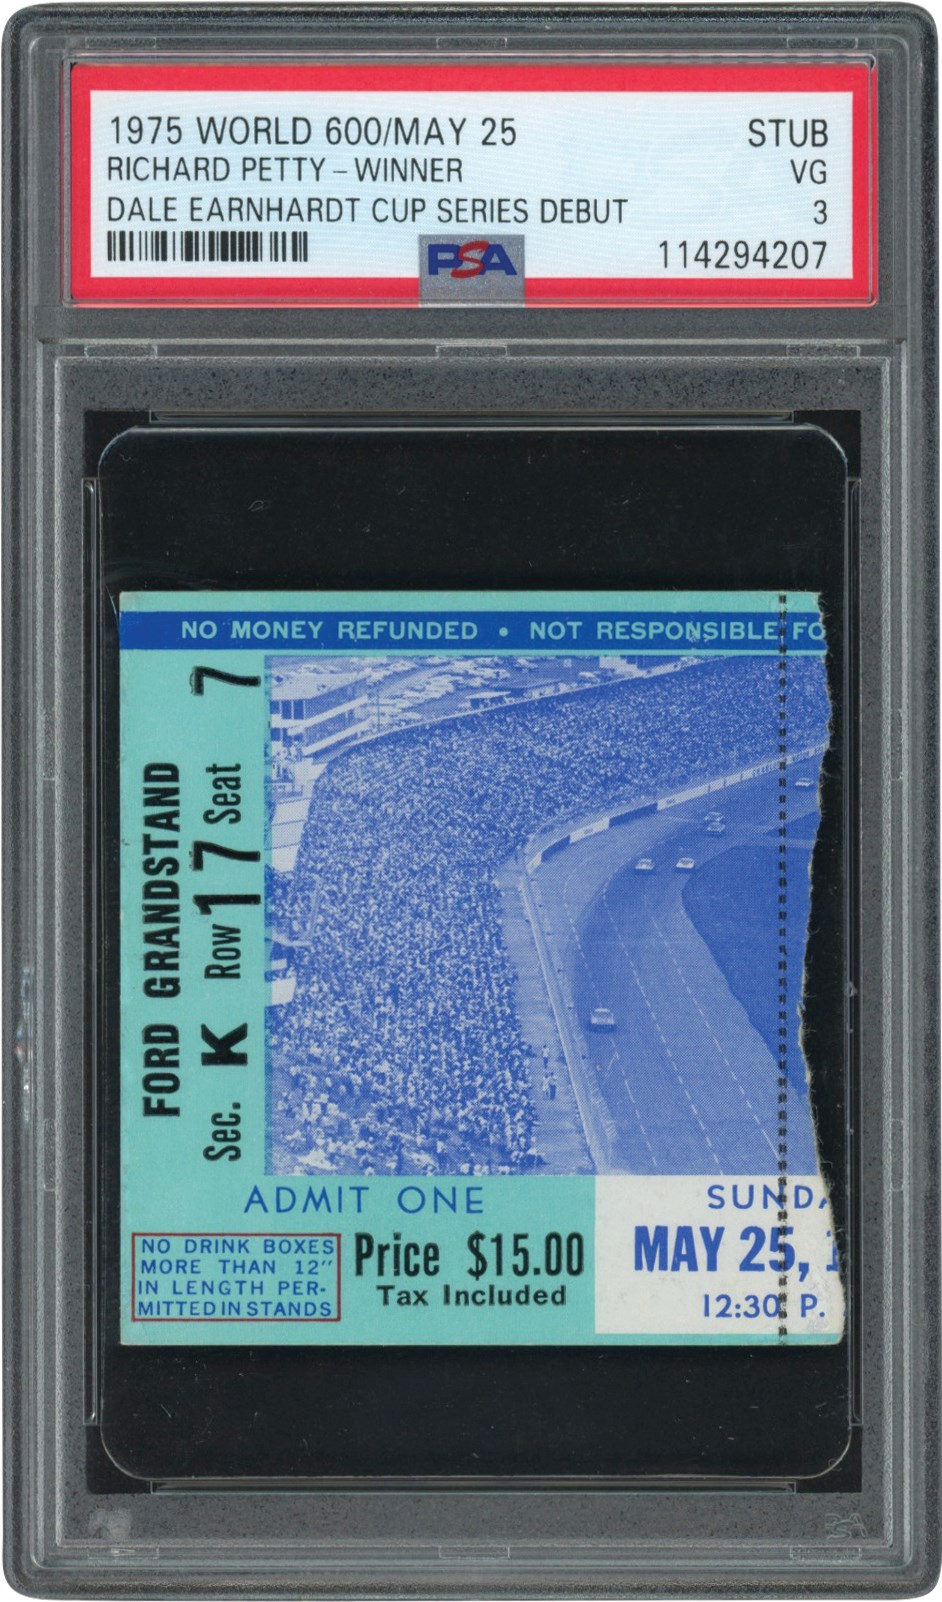 1975 WORLD 600/MAY 25 STUB
RICHARD PETTY – WINNER VG
DALE EARNHARDT CUP SERIES DEBUT 3
PSA 114294207
NO MONEY REFUNDED • NOT RESPONSIBLE FO
FORD GRANDSTAND
Sec. K Row 17 Seat 7
ADMIT ONE
NO DRINK BOXES
MORE THAN 12"
IN LENGTH PER-
MITTED IN STANDS
Price $15.00
Tax Included
SUNDA
MAY 25, 1
12:30 P.
PSA